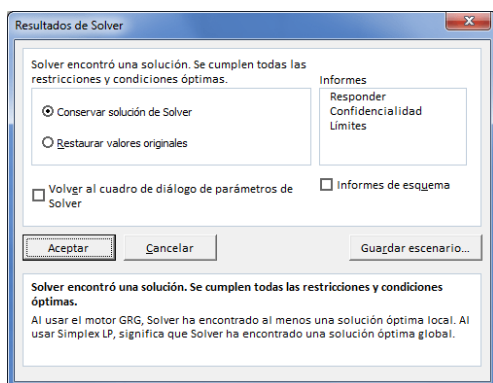 Resultados de Solver
Solver encontró una solución. Se cumplen todas las
restricciones y condiciones óptimas.
Informes
Conservar solución de Solver
Restaurar valores originales
Responder
Confidencialidad
Límites
Volver al cuadro de diálogo de parámetros de
Solver
Informes de esquema
Aceptar
Cancelar
Guardar escenario...
Solver encontró una solución. Se cumplen todas las restricciones y condiciones
óptimas.
Al usar el motor GRG, Solver ha encontrado al menos una solución óptima local. Al
usar Simplex LP, significa que Solver ha encontrado una solución óptima global.